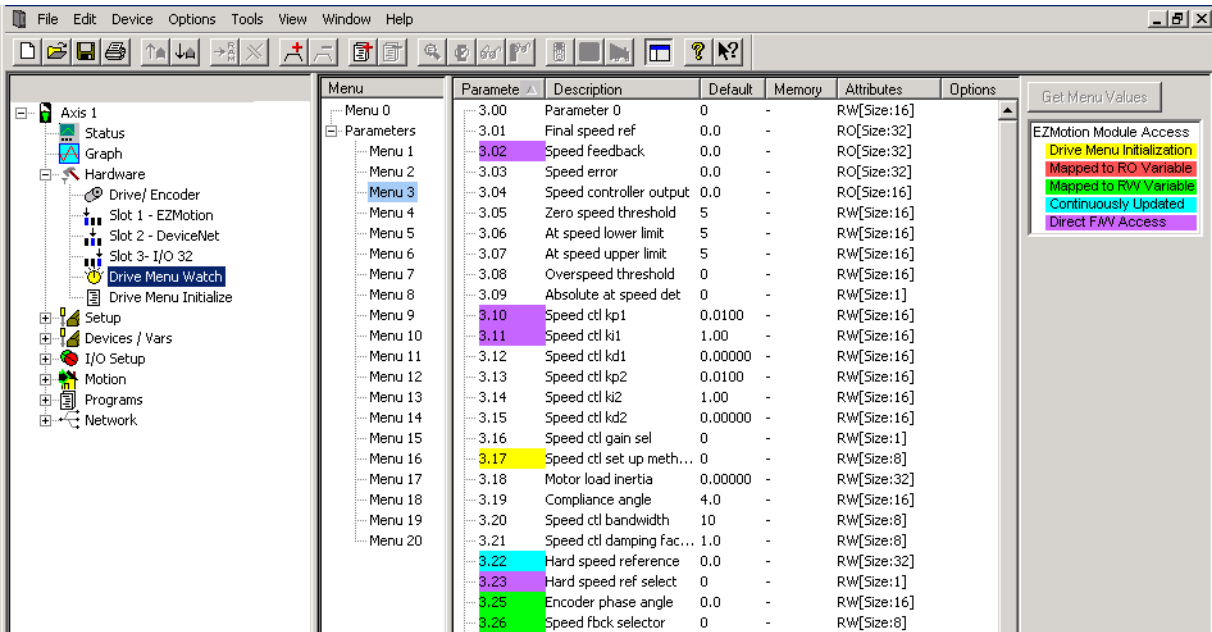 File Edit Device Options Tools View Window Help
Axis 1
Status
Graph
Hardware
Drive/ Encoder
Slot 1 - EZMotion
Slot 2 - DeviceNet
Slot 3- I/O 32
Drive Menu Watch
Drive Menu Initialize
Setup
Devices / Vars
I/O Setup
Motion
Programs
Network
Menu
Menu 0
Parameters
Menu 1
Menu 2
Menu 3
Menu 4
Menu 5
Menu 6
Menu 7
Menu 8
Menu 9
Menu 10
Menu 11
Menu 12
Menu 13
Menu 14
Menu 15
Menu 16
Menu 17
Menu 18
Menu 19
Menu 20
Paramete Description Default Memory Attributes Options
3.00 Parameter 0 0 - RW[Size:16]
3.01 Final speed ref 0.0 - RO[Size:32]
3.02 Speed feedback 0.0 - RO[Size:32]
3.03 Speed error 0.0 - RO[Size:32]
3.04 Speed controller output 0.0 - RO[Size:16]
3.05 Zero speed threshold 5 - RW[Size:16]
3.06 At speed lower limit 5 - RW[Size:16]
3.07 At speed upper limit 5 - RW[Size:16]
3.08 Overspeed threshold 0 - RW[Size:16]
3.09 Absolute at speed det 0 - RW[Size:1]
3.10 Speed ctl kp1 0.0100 - RW[Size:16]
3.11 Speed ctl ki1 1.00 - RW[Size:16]
3.12 Speed ctl kd1 0.00000 - RW[Size:16]
3.13 Speed ctl kp2 0.0100 - RW[Size:16]
3.14 Speed ctl ki2 1.00 - RW[Size:16]
3.15 Speed ctl kd2 0.00000 - RW[Size:16]
3.16 Speed ctl gain sel 0 - RW[Size:1]
3.17 Speed ctl set up meth... 0 - RW[Size:8]
3.18 Motor load inertia 0.00000 - RW[Size:32]
3.19 Compliance angle 4.0 - RW[Size:16]
3.20 Speed ctl bandwidth 10 - RW[Size:8]
3.21 Speed ctl damping fac... 1.0 - RW[Size:8]
3.22 Hard speed reference 0.0 - RW[Size:32]
3.23 Hard speed ref select 0 - RW[Size:1]
3.25 Encoder phase angle 0.0 - RW[Size:16]
3.26 Speed fbck selector 0 - RW[Size:8]
Get Menu Values
EZMotion Module Access
Drive Menu Initialization
Mapped to RO Variable
Mapped to RW Variable
Continuously Updated
Direct F/W Access